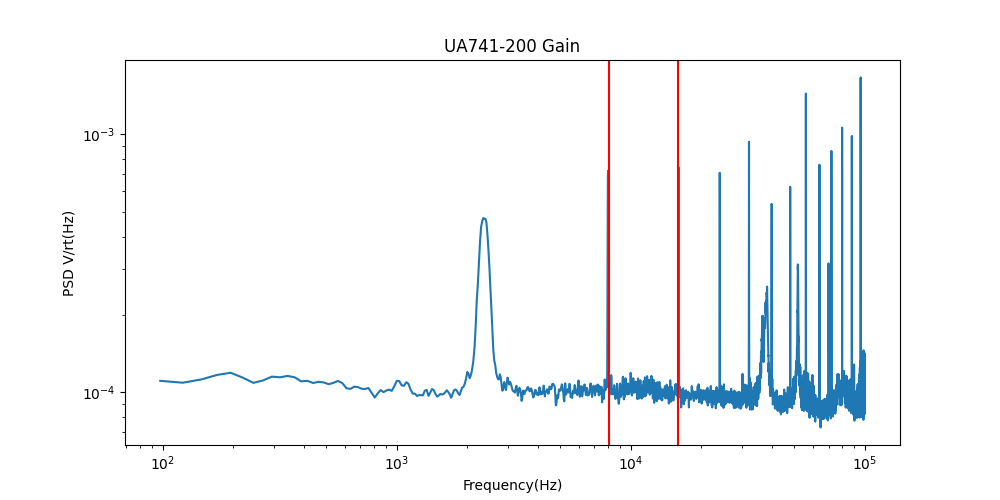 UA741-200 Gain
10⁻³
10⁻⁴
PSD V/rt(Hz)
10² 10³ 10⁴ 10⁵
Frequency(Hz)